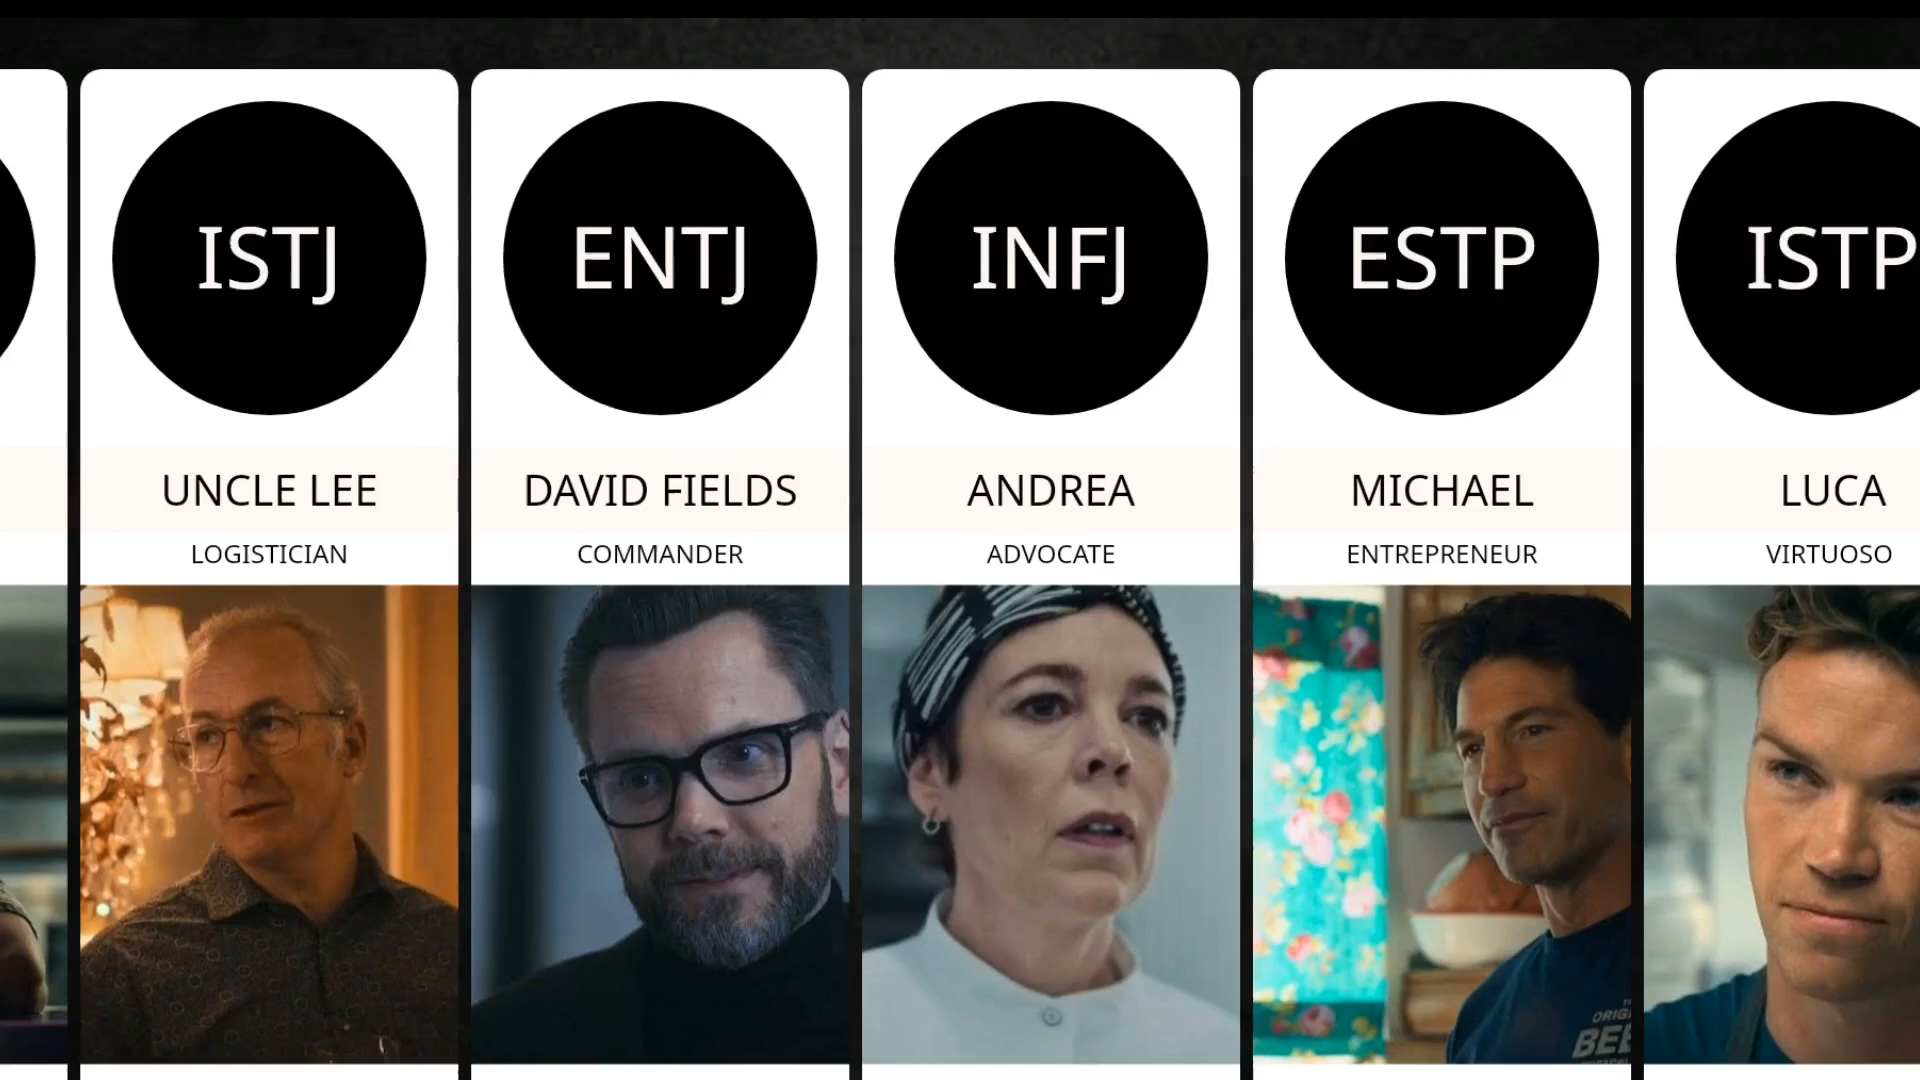 ISTJ
ENTJ
INFJ
ESTP
ISTP
UNCLE LEE
DAVID FIELDS
ANDREA
MICHAEL
LUCA
LOGISTICIAN
COMMANDER
ADVOCATE
ENTREPRENEUR
VIRTUOSO